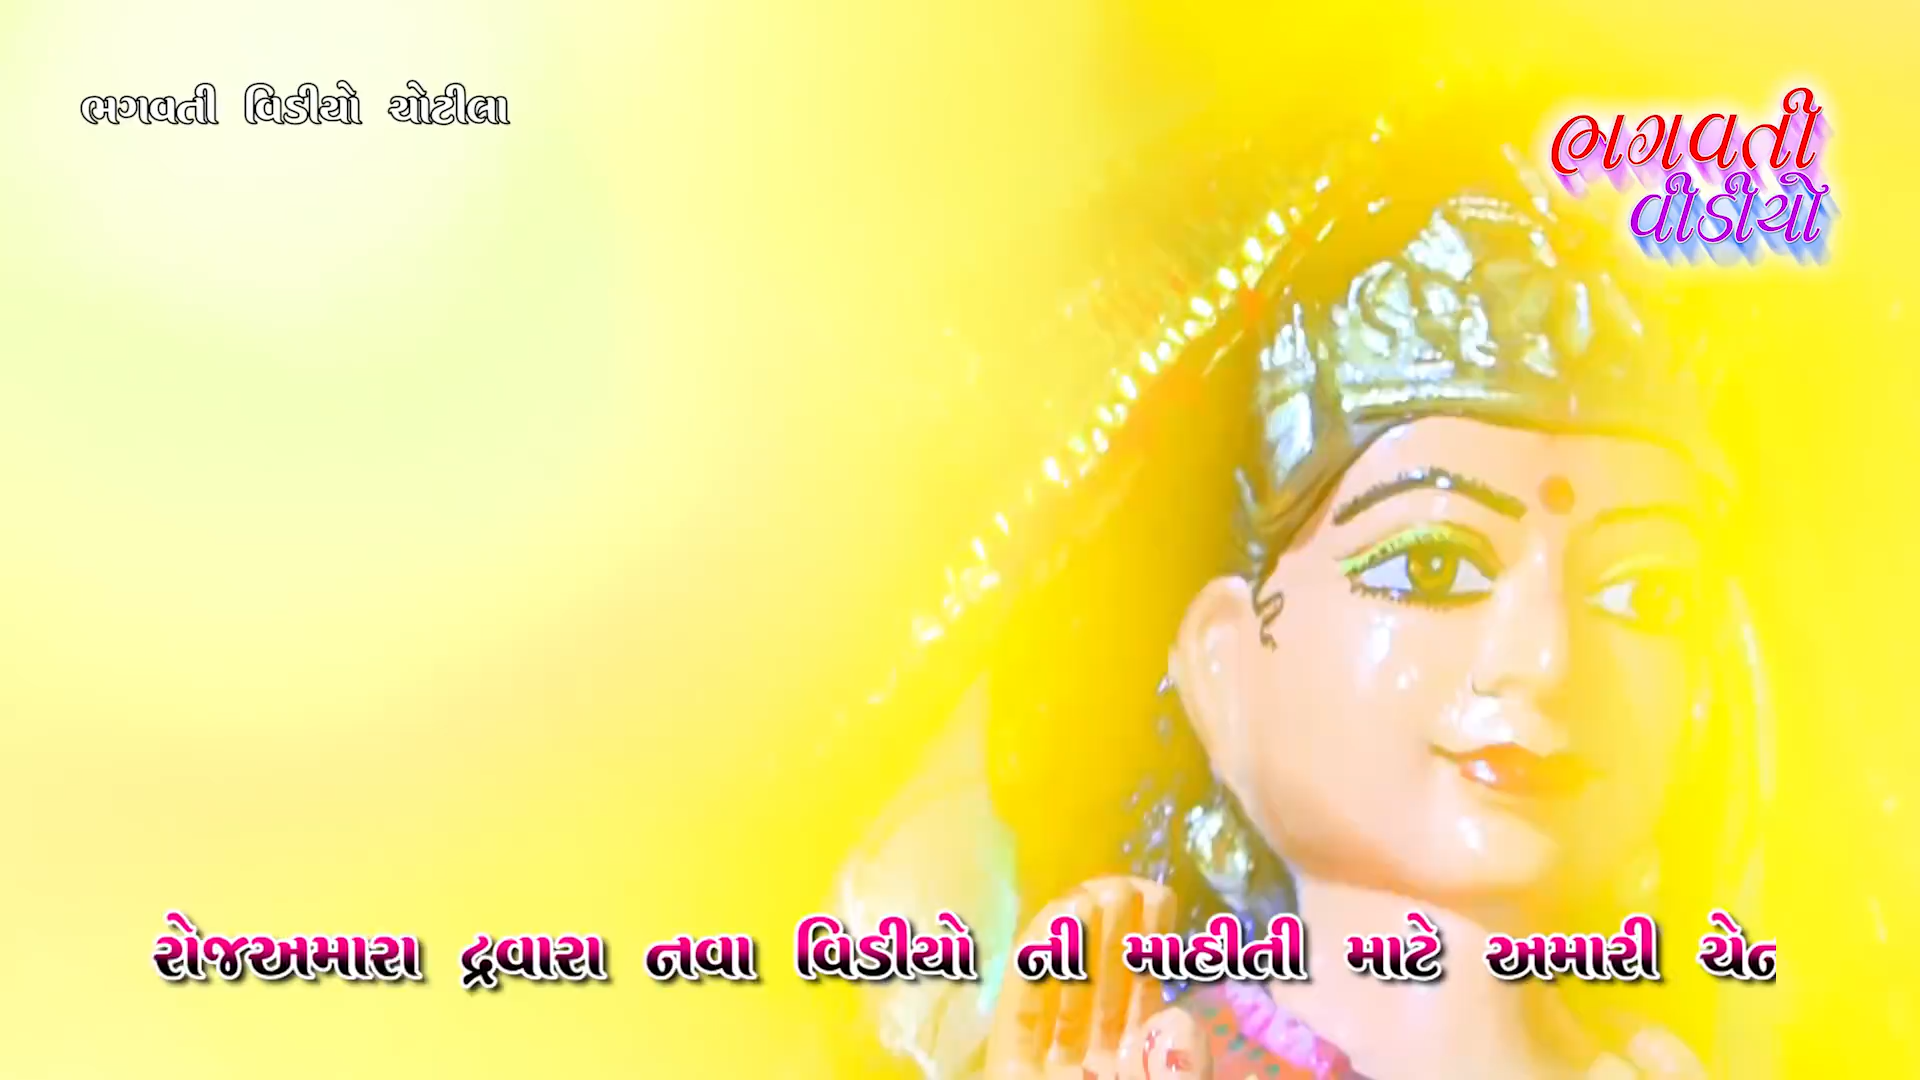 ભગવતી વિડીયો ચોટીલા
ભગવતી
વીડીયો
રોજઅમારા દ્રવારા નવા વિડીયો ની માહીતી માટે અમારી